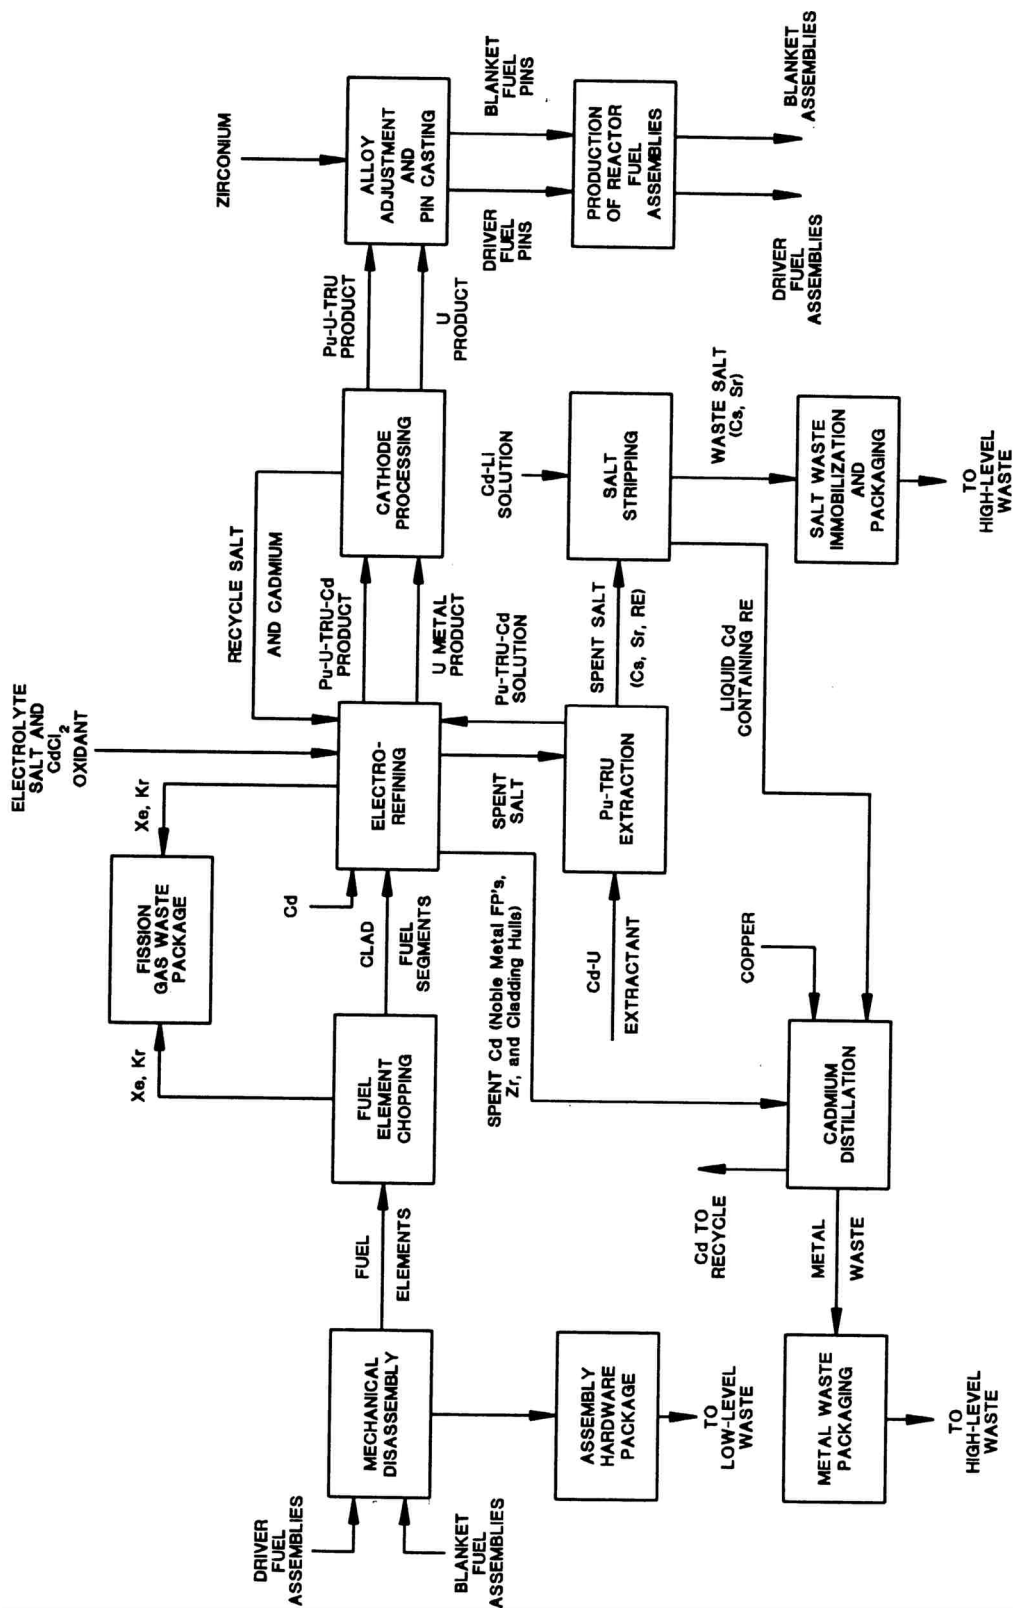 DRIVER
FUEL
ASSEMBLIES
BLANKET
FUEL
ASSEMBLIES
MECHANICAL
DISASSEMBLY
FUEL
ELEMENTS
ASSEMBLY
HARDWARE
PACKAGE
TO
LOW-LEVEL
WASTE
FUEL
ELEMENT
CHOPPING
Xe, Kr
FISSION
GAS WASTE
PACKAGE
Xe, Kr
CLAD
FUEL
SEGMENTS
Cd
ELECTROLYTE
SALT AND
CdCl2
OXIDANT
ELECTRO-
REFINING
RECYCLE SALT
AND CADMIUM
Pu-U-TRU-Cd
PRODUCT
U METAL
PRODUCT
CATHODE
PROCESSING
Pu-U-TRU
PRODUCT
U
PRODUCT
ZIRCONIUM
ALLOY
ADJUSTMENT
AND
PIN CASTING
DRIVER
FUEL
PINS
BLANKET
FUEL
PINS
PRODUCTION
OF REACTOR
FUEL
ASSEMBLIES
DRIVER
FUEL
ASSEMBLIES
BLANKET
ASSEMBLIES
SPENT
SALT
Pu-TRU-Cd
SOLUTION
Cd-U
EXTRACTANT
Pu-TRU
EXTRACTION
SPENT SALT
(Cs, Sr, RE)
Cd-Li
SOLUTION
SALT
STRIPPING
WASTE SALT
(Cs, Sr)
SALT WASTE
IMMOBILIZATION
AND
PACKAGING
TO
HIGH-LEVEL
WASTE
SPENT Cd (Noble Metal FP's,
Zr, and Cladding Hulls)
LIQUID Cd
CONTAINING RE
COPPER
CADMIUM
DISTILLATION
Cd TO
RECYCLE
METAL
WASTE
METAL WASTE
PACKAGING
TO
HIGH-LEVEL
WASTE